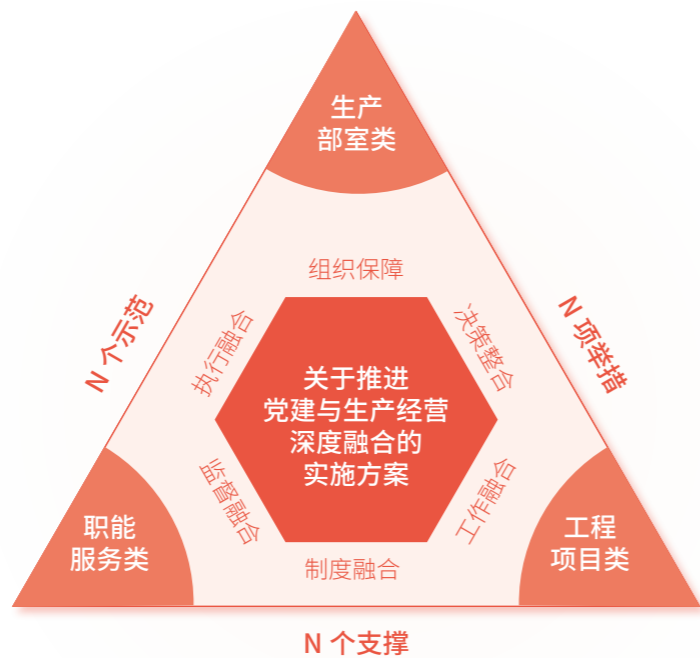 生产
部室类
组织保障
N 个示范
N 项举措
执行融合
决策整合
关于推进
党建与生产经营
深度融合的
实施方案
监督融合
工作融合
职能
服务类
工程
项目类
制度融合
N 个支撑